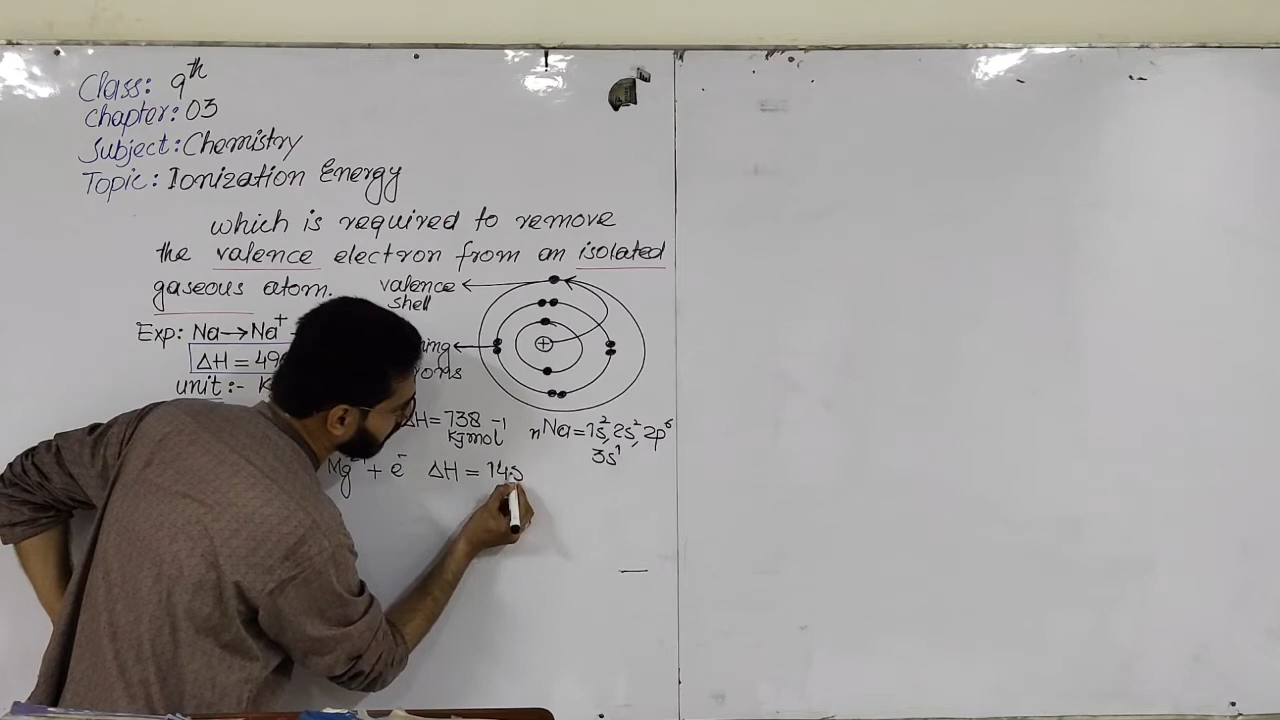 Class: 9th
Chapter: 03
Subject: Chemistry
Topic: Ionization Energy
which is required to remove
the valence electron from an isolated
gaseous atom.
valence
shell
Exp: Na→Na⁺
ΔH = 49
unit:- K
ΔH=738
kjmol⁻¹
nNa=1s², 2s², 2p⁶
3s¹
Mg²⁺ + e⁻ ΔH = 145